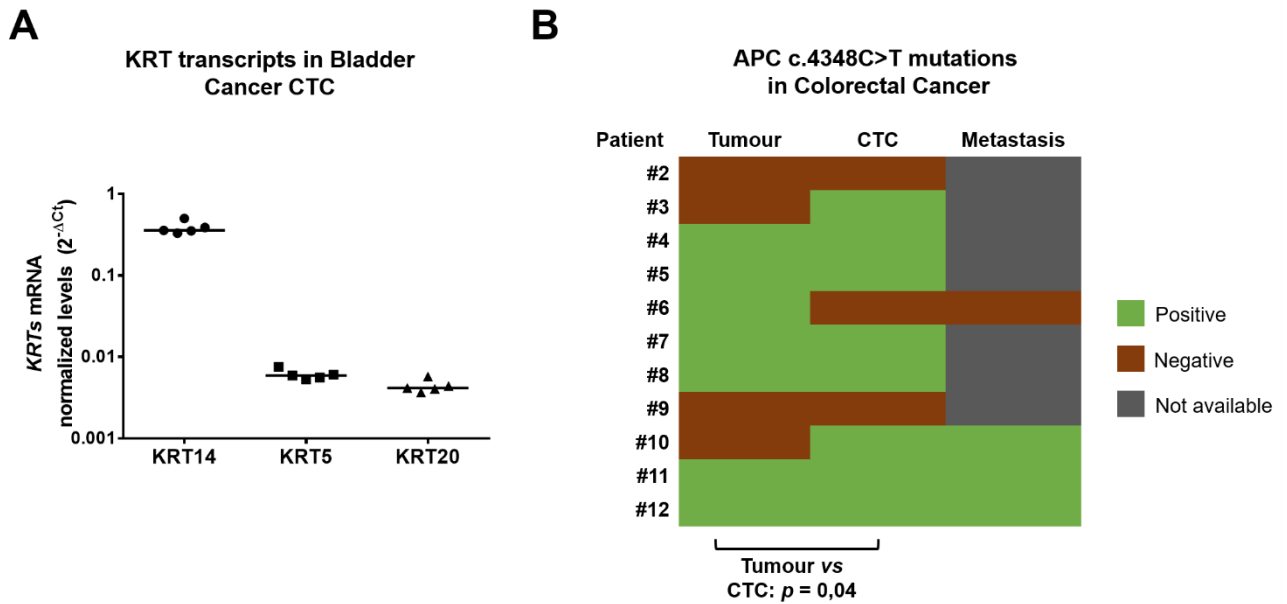 A
KRT transcripts in Bladder
Cancer CTC
KRTs mRNA
normalized levels (2^-ΔCt)
1
0.1
0.01
0.001
KRT14 KRT5 KRT20
B
APC c.4348C>T mutations
in Colorectal Cancer
Patient Tumour CTC Metastasis
#2
#3
#4
#5
#6
#7
#8
#9
#10
#11
#12
Positive
Negative
Not available
Tumour vs
CTC: p = 0,04